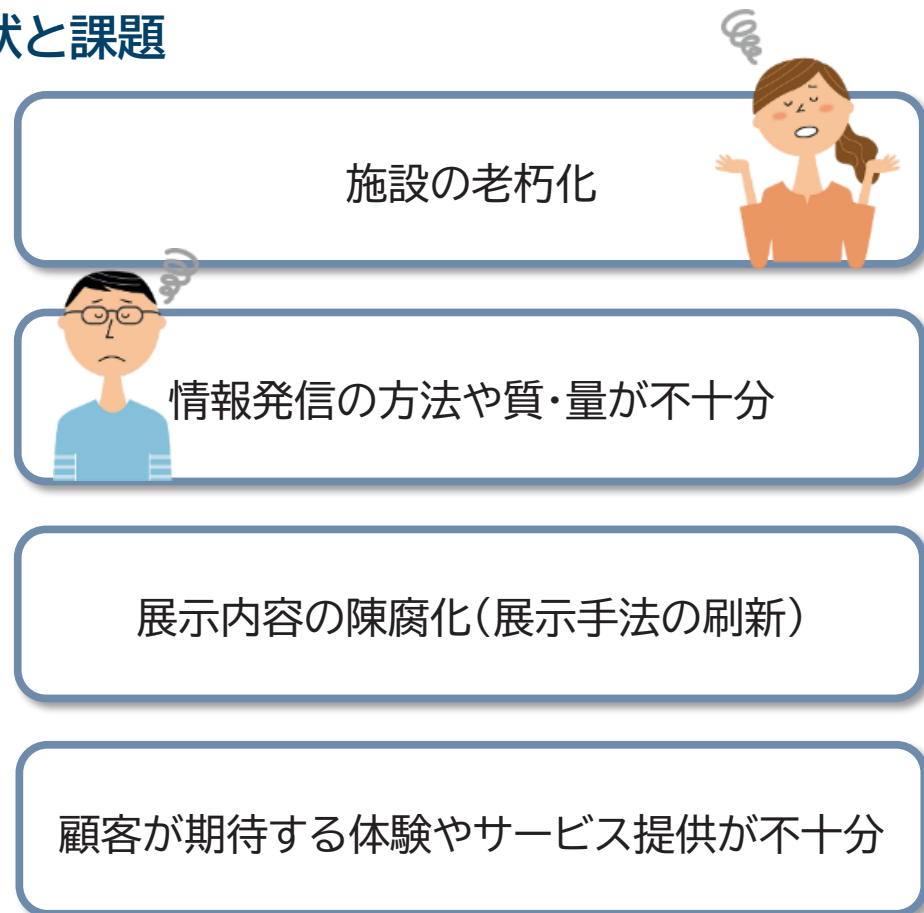 状と課題
施設の老朽化
情報発信の方法や質・量が不十分
展示内容の陳腐化(展示手法の刷新)
顧客が期待する体験やサービス提供が不十分